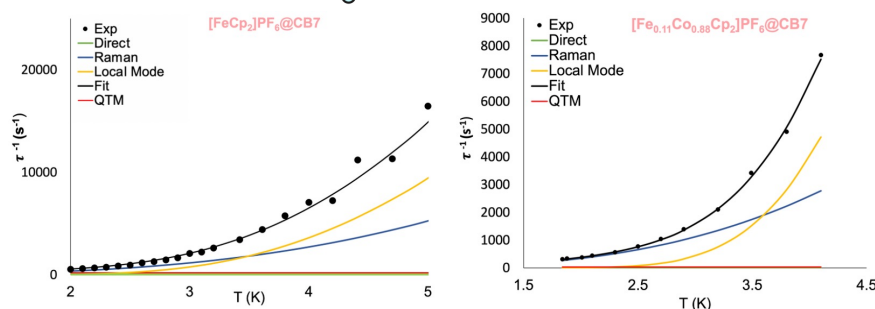 [FeCp₂]PF₆@CB7
Exp
Direct
Raman
Local Mode
Fit
QTM
20000
10000
0
τ⁻¹ (s⁻¹)
2
3
4
5
T (K)
[Fe₀.₁₁Co₀.₈₈Cp₂]PF₆@CB7
Exp
Direct
Raman
Local Mode
Fit
QTM
9000
8000
7000
6000
5000
4000
3000
2000
1000
0
τ⁻¹ (s⁻¹)
1.5
2.5
3.5
4.5
T (K)